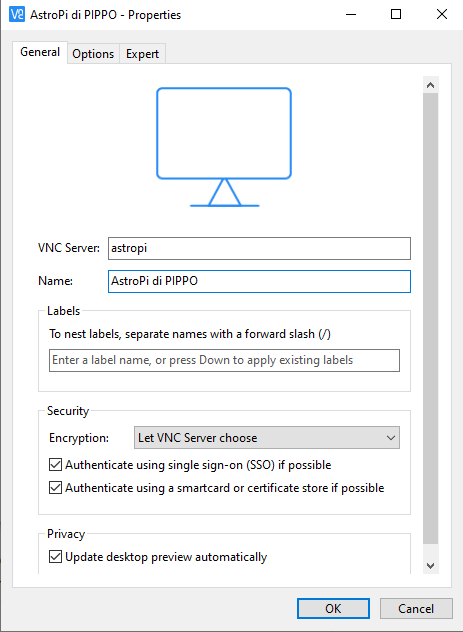 AstroPi di PIPPO - Properties
General
Options
Expert
VNC Server:
astropi
Name:
AstroPi di PIPPO
Labels
To nest labels, separate names with a forward slash (/)
Enter a label name, or press Down to apply existing labels
Security
Encryption:
Let VNC Server choose
Authenticate using single sign-on (SSO) if possible
Authenticate using a smartcard or certificate store if possible
Privacy
Update desktop preview automatically
OK
Cancel